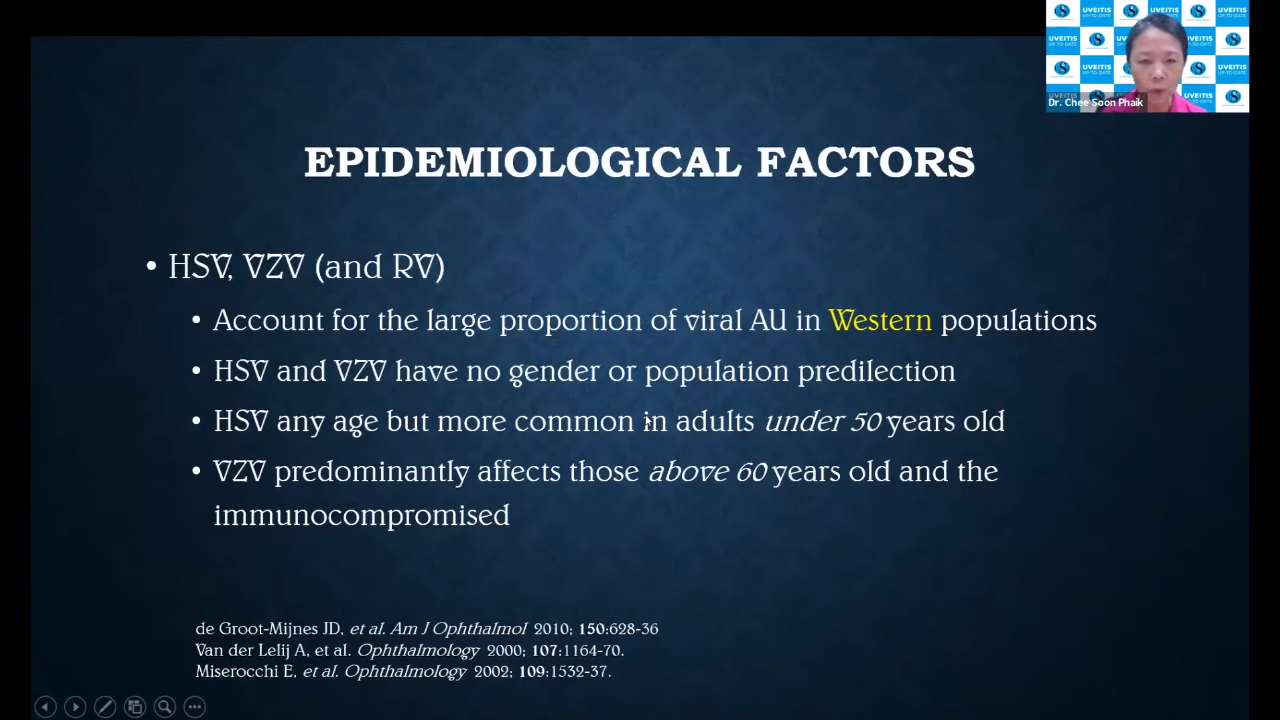 UVEITIS
UP-TO-DATE
Dr. Chee Soon Phaik
EPIDEMIOLOGICAL FACTORS
• HSV, VZV (and RV)
• Account for the large proportion of viral AU in Western populations
• HSV and VZV have no gender or population predilection
• HSV any age but more common in adults under 50 years old
• VZV predominantly affects those above 60 years old and the
immunocompromised
de Groot-Mijnes JD, et al. Am J Ophthalmol 2010; 150:628-36
Van der Lelij A, et al. Ophthalmology 2000; 107:1164-70.
Miserocchi E, et al. Ophthalmology 2002; 109:1532-37.